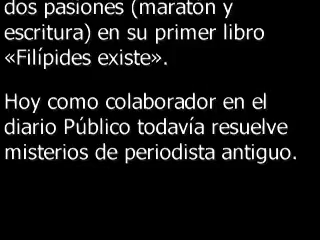 dos pasiones (maratón y
escritura) en su primer libro
«Filípides existe».
Hoy como colaborador en el
diario Público todavía resuelve
misterios de periodista antiguo.